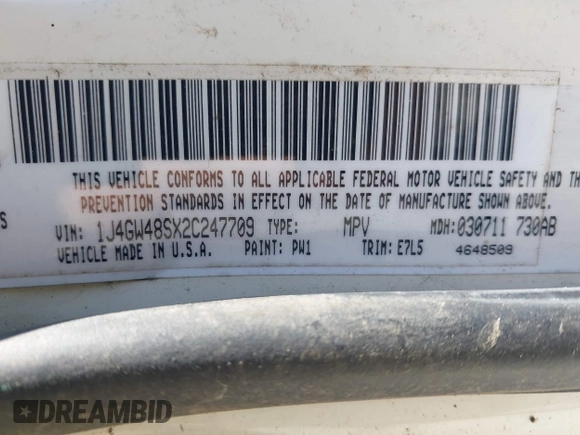 THIS VEHICLE CONFORMS TO ALL APPLICABLE FEDERAL MOTOR VEHICLE SAFETY AND
PREVENTION STANDARDS IN EFFECT ON THE DATE OF MANUFACTURE SHOWN ABOVE.
VIN: 1J4GW48SX2C247709 TYPE: MPV MDH: 030711 730AB
VEHICLE MADE IN U.S.A. PAINT: PW1 TRIM: E7L5 4648509
DREAMBID